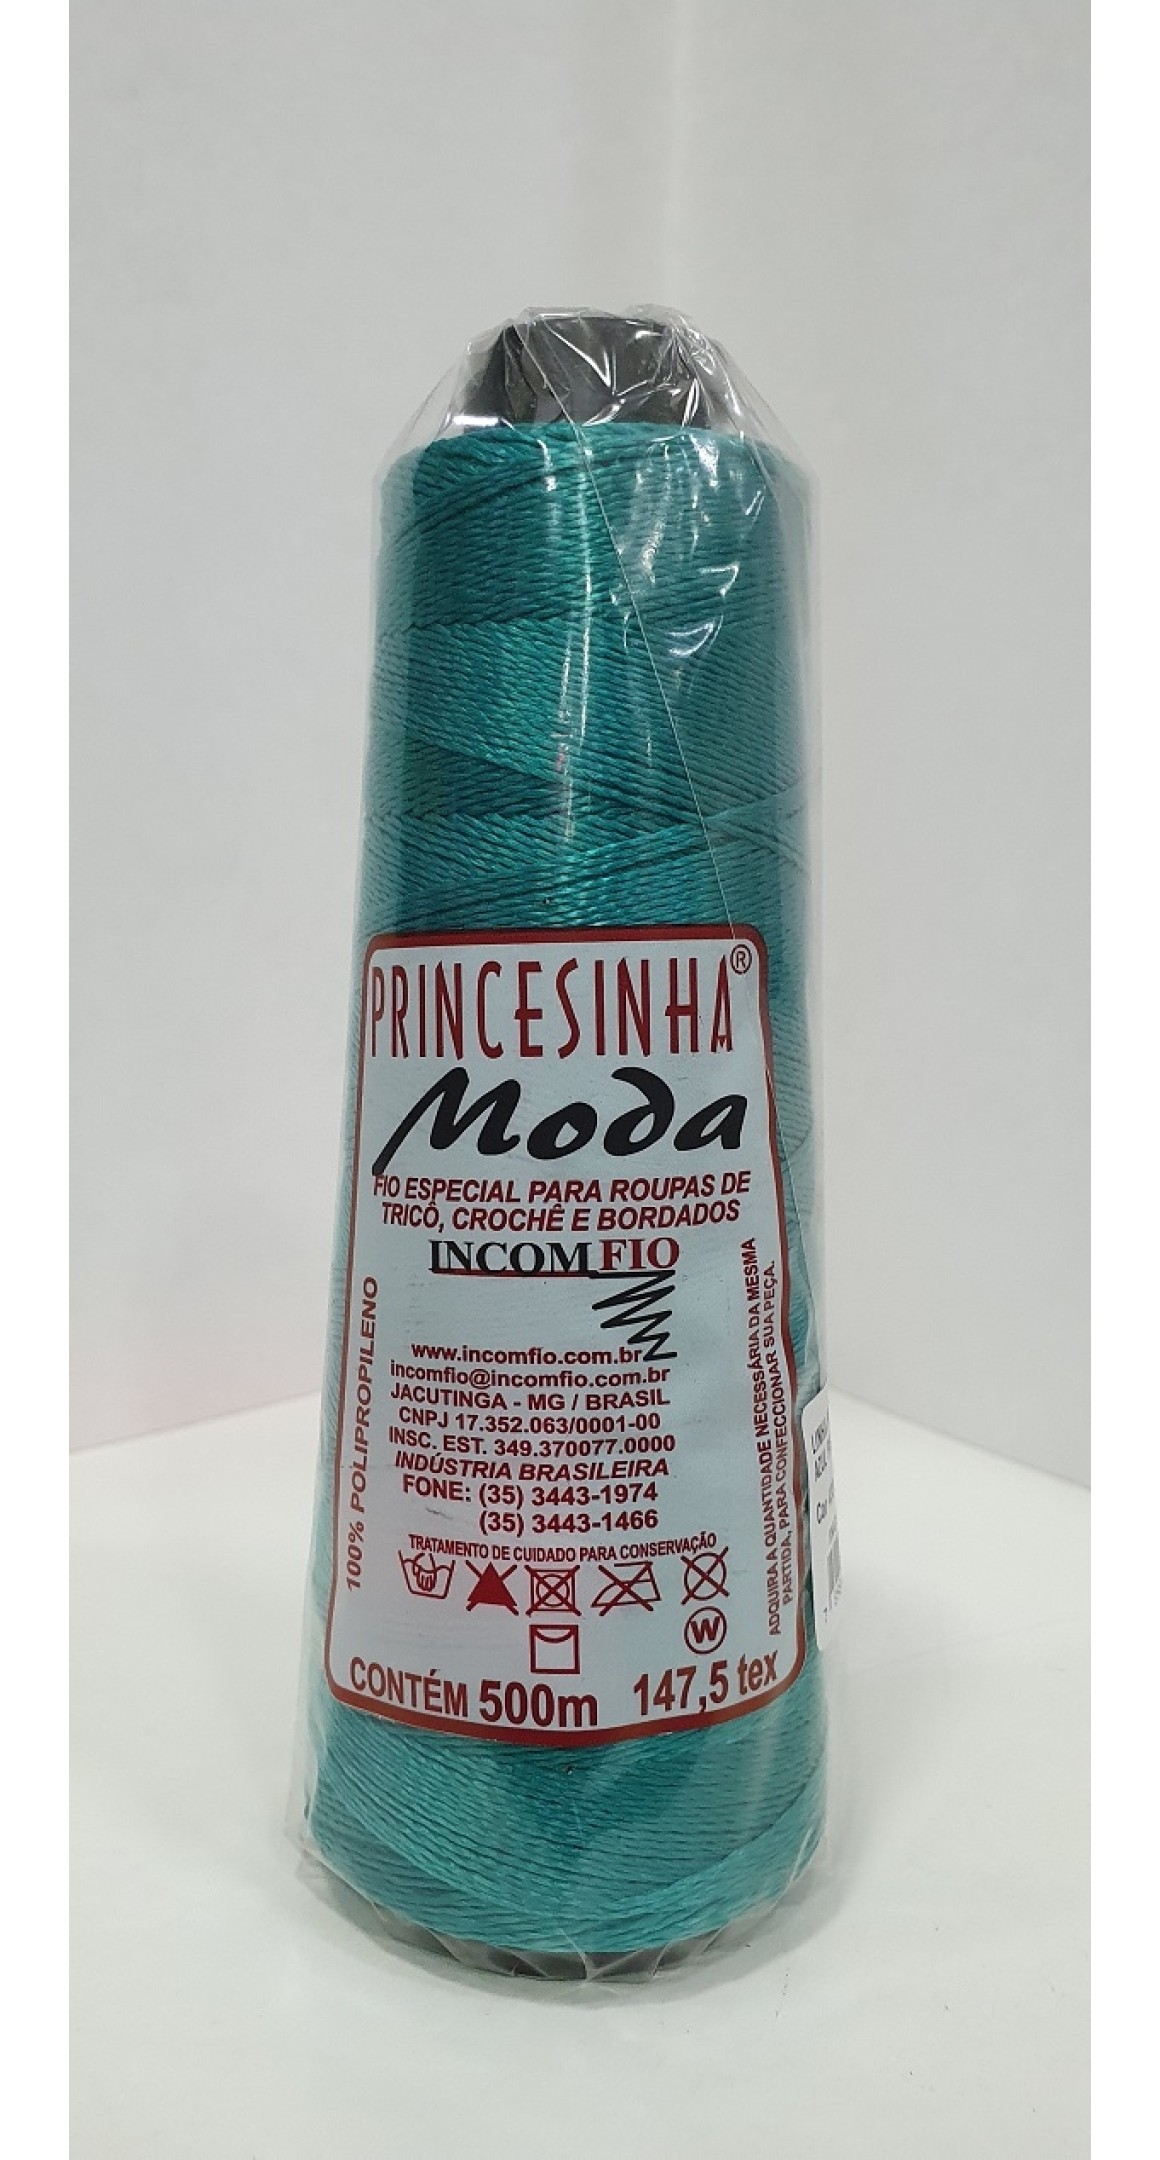 PRINCESINHA®
Moda
FIO ESPECIAL PARA ROUPAS DE
TRICÔ, CROCHÊ E BORDADOS
INCOMFIO
www.incomfio.com.br
incomfio@incomfio.com.br
JACUTINGA - MG / BRASIL
CNPJ 17.352.063/0001-00
INSC. EST. 349.370077.0000
INDÚSTRIA BRASILEIRA
FONE: (35) 3443-1974
(35) 3443-1466
TRATAMENTO DE CUIDADO PARA CONSERVAÇÃO
W
CONTÉM 500m 147,5 tex
100% POLIPROPILENO
ADQUIRA A QUANTIDADE NECESSÁRIA DA MESMA
PARTIDA, PARA CONFECCIONAR SUA PEÇA.